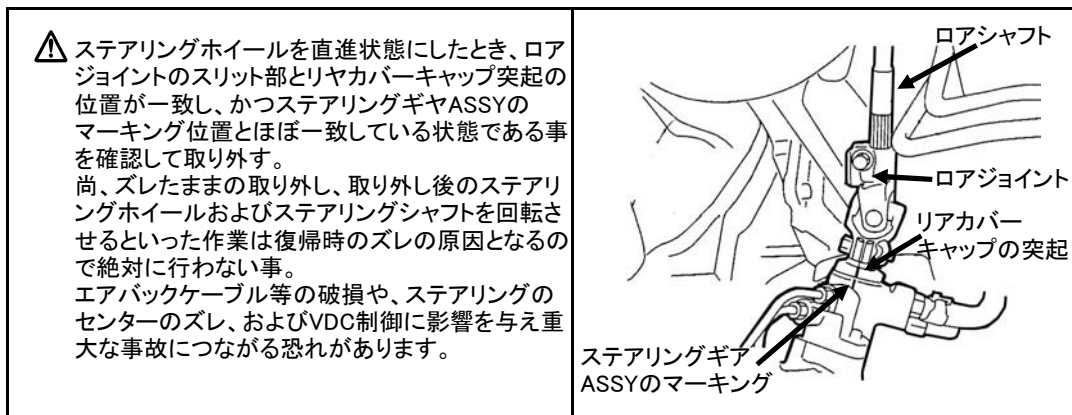 ステアリングホイールを直進状態にしたとき、ロア
ジョイントのスリット部とリヤカバーキャップ突起の
位置が一致し、かつステアリングギヤASSYの
マーキング位置とほぼ一致している状態である事
を確認して取り外す。
尚、ズレたままの取り外し、取り外し後のステアリ
ングホイールおよびステアリングシャフトを回転さ
せるといった作業は復帰時のズレの原因となるの
で絶対に行わない事。
エアバックケーブル等の破損や、ステアリングの
センターのズレ、およびVDC制御に影響を与え重
大な事故につながる恐れがあります。
ロアシャフト
ロアジョイント
リアカバー
キャップの突起
ステアリングギア
ASSYのマーキング